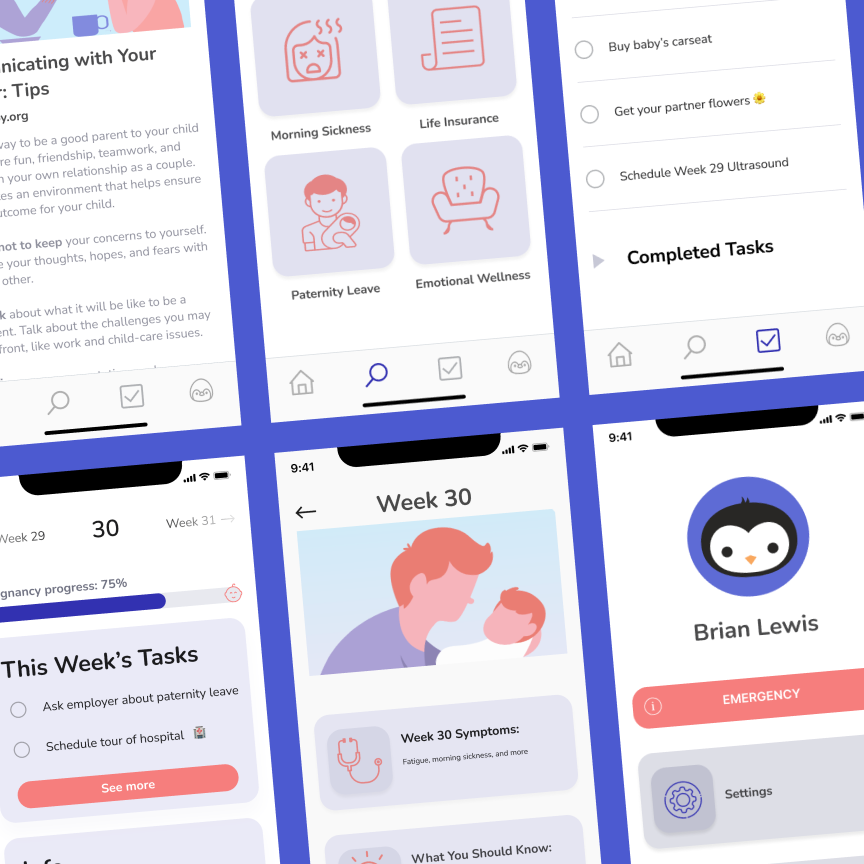 nicating with Your
r: Tips
y.org
way to be a good parent to your child
re fun, friendship, teamwork, and
n your own relationship as a couple.
es an environment that helps ensure
utcome for your child.
not to keep your concerns to yourself.
e your thoughts, hopes, and fears with
other.
k about what it will be like to be a
ent. Talk about the challenges you may
front, like work and child-care issues.
Morning Sickness
Life Insurance
Paternity Leave
Emotional Wellness
Buy baby's carseat
Get your partner flowers 🌼
Schedule Week 29 Ultrasound
Completed Tasks
Week 29
30
Week 31 →
gnancy progress: 75%
This Week's Tasks
Ask employer about paternity leave
Schedule tour of hospital 🏥
See more
9:41
Week 30
Week 30 Symptoms:
Fatigue, morning sickness, and more
What You Should Know:
9:41
Brian Lewis
EMERGENCY
Settings